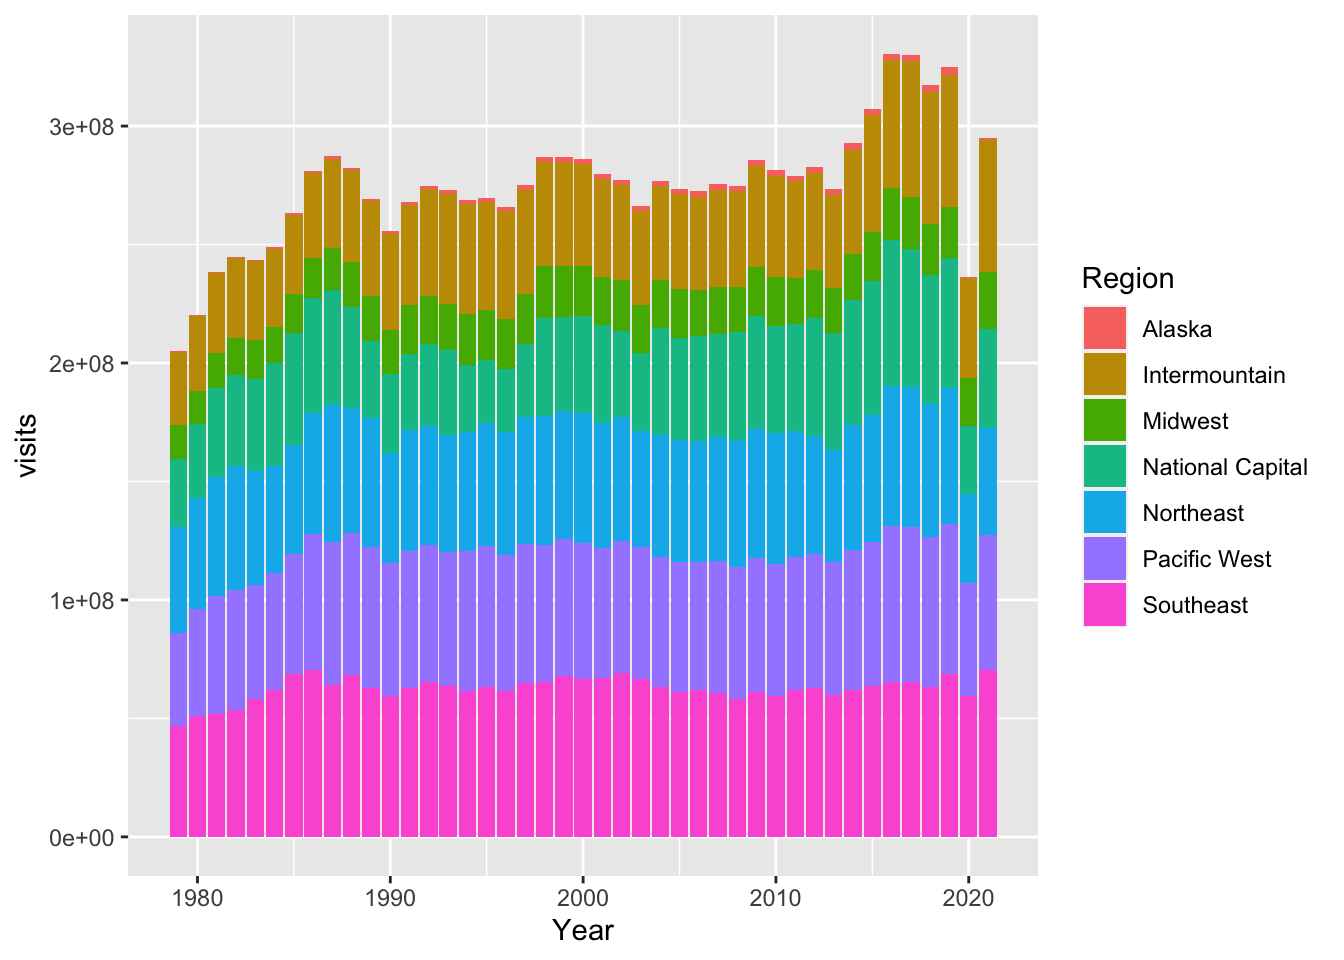 3e+08
2e+08
1e+08
0e+00
visits
1980 1990 2000 2010 2020
Year
Region
Alaska
Intermountain
Midwest
National Capital
Northeast
Pacific West
Southeast